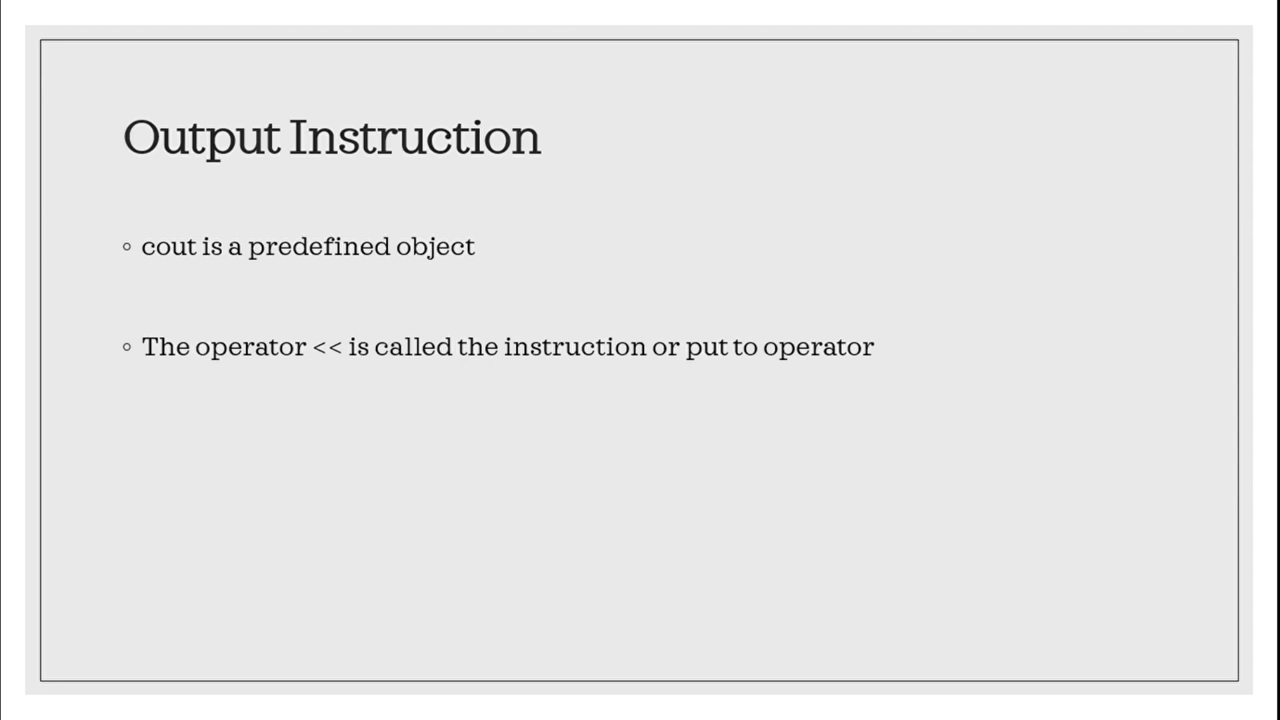 Output Instruction
cout is a predefined object
The operator << is called the instruction or put to operator